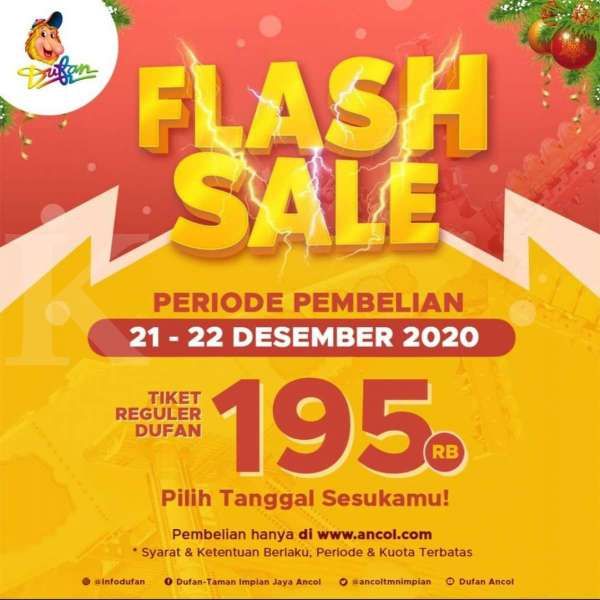 Dufan
FLASH
SALE
PERIODE PEMBELIAN
21 - 22 DESEMBER 2020
TIKET
REGULER
DUFAN
195 RB
Pilih Tanggal Sesukamu!
Pembelian hanya di www.ancol.com
* Syarat & Ketentuan Berlaku, Periode & Kuota Terbatas
@infodufan Dufan-Taman Impian Jaya Ancol @ancoltmnimpian Dufan Ancol